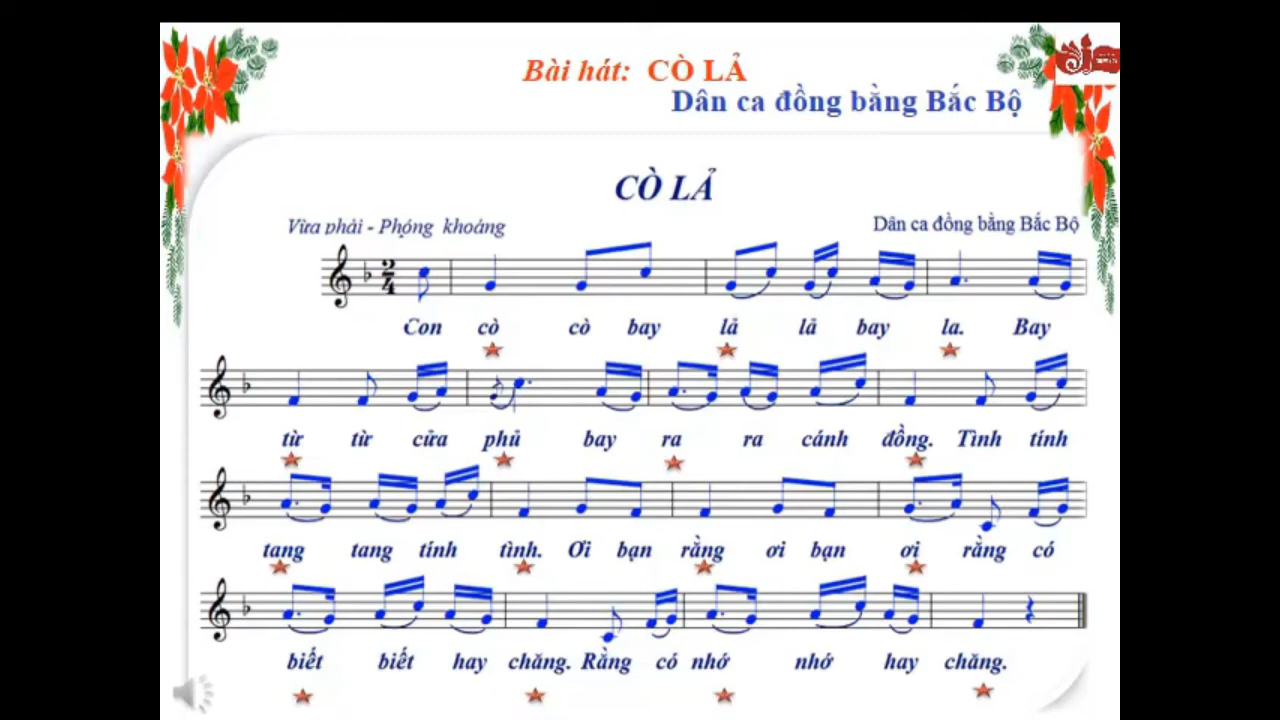 Bài hát: CÒ LẢ
Dân ca đồng bằng Bắc Bộ
CÒ LẢ
Vừa phải - Phóng khoáng
Dân ca đồng bằng Bắc Bộ
2
4
Con cò cò bay lả lả bay la. Bay
từ từ cửa phủ bay ra ra cánh đồng. Tình tính
tang tang tính tình. Ơi bạn rằng ơi bạn ơi rằng có
biết biết hay chăng. Rằng có nhớ nhớ hay chăng.